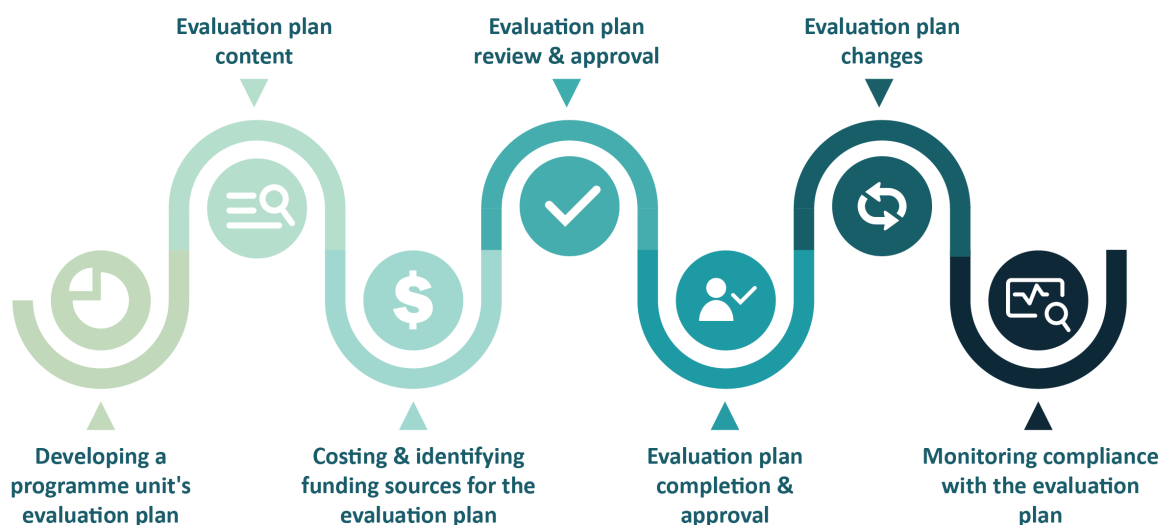 Evaluation plan
content
Evaluation plan
review & approval
Evaluation plan
changes
$
Developing a
programme unit's
evaluation plan
Costing & identifying
funding sources for the
evaluation plan
Evaluation plan
completion &
approval
Monitoring compliance
with the evaluation
plan